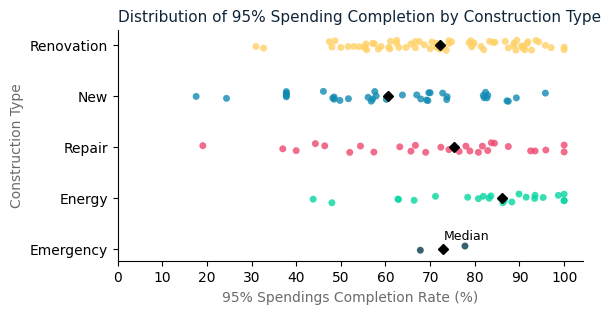 Distribution of 95% Spending Completion by Construction Type
Construction Type
Renovation
New
Repair
Energy
Emergency
Median
0 10 20 30 40 50 60 70 80 90 100
95% Spendings Completion Rate (%)